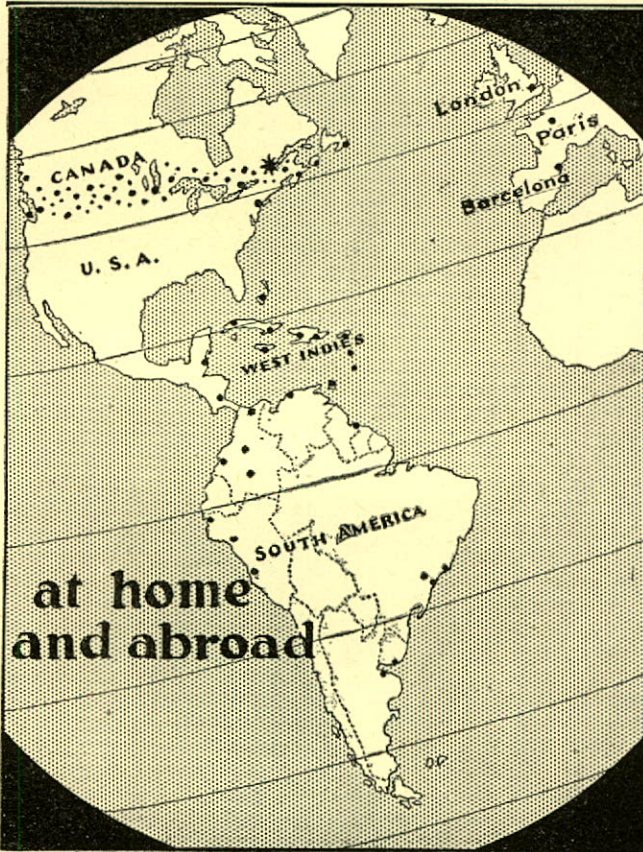 London
Paris
CANADA
Barcelona
U. S. A.
WEST INDIES
SOUTH AMERICA
at home
and abroad